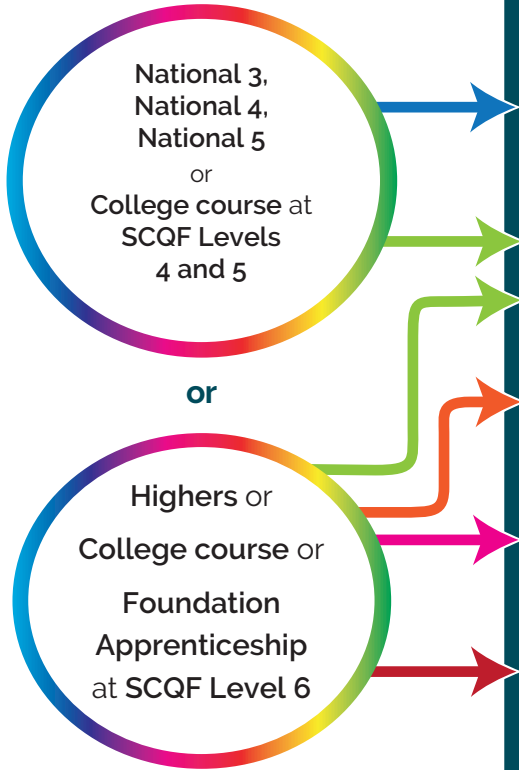 National 3,
National 4,
National 5
or
College course at
SCQF Levels
4 and 5
or
Highers or
College course or
Foundation
Apprenticeship
at SCQF Level 6